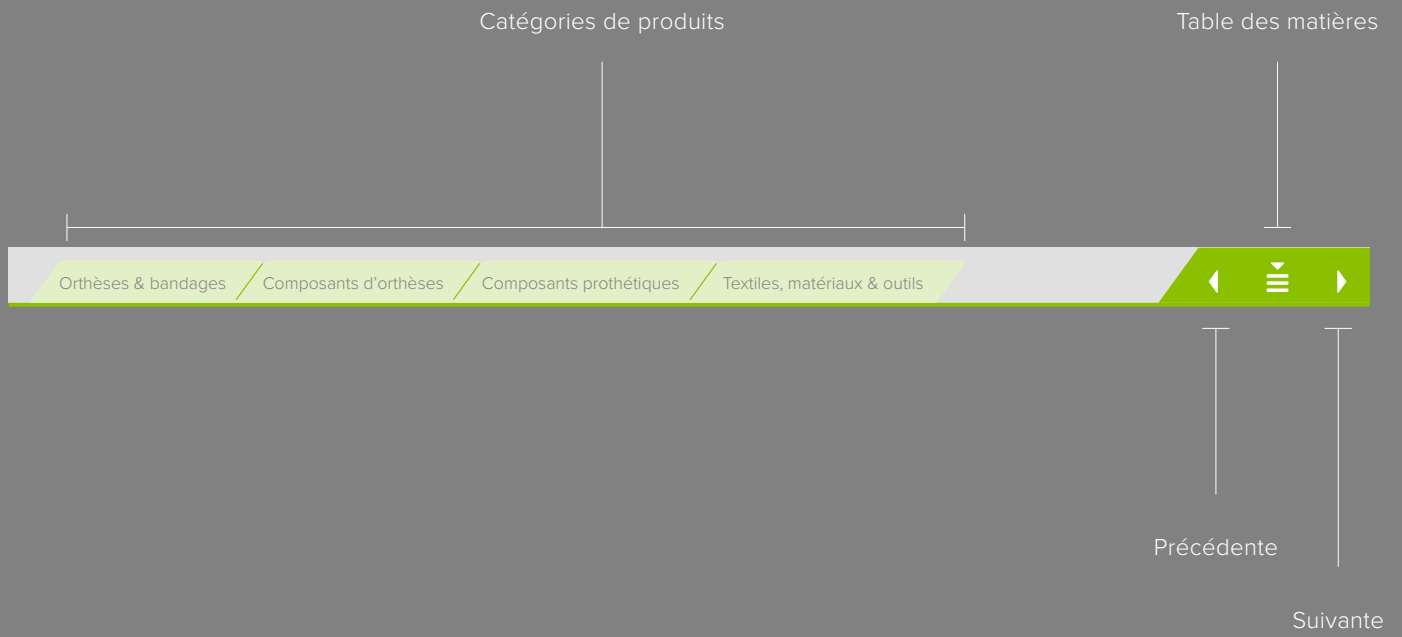 Catégories de produits
Table des matières
Orthèses & bandages
Composants d'orthèses
Composants prothétiques
Textiles, matériaux & outils
Précédente
Suivante